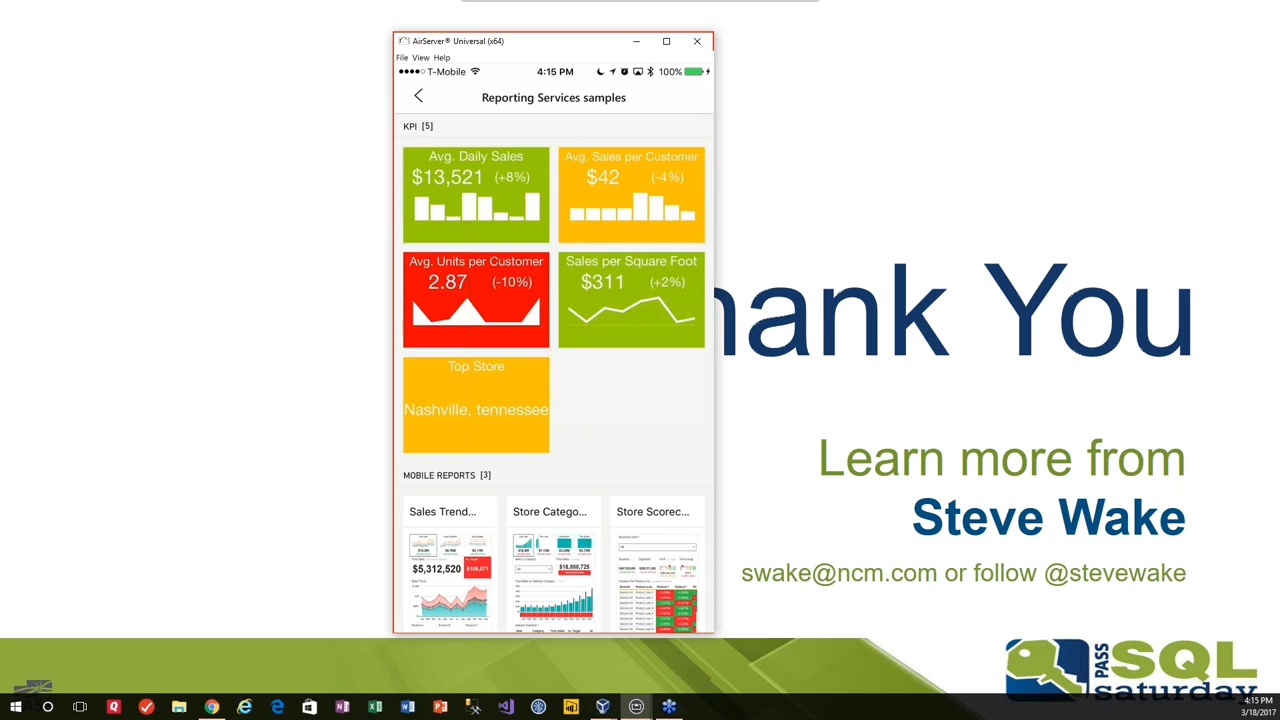 AirServer® Universal (x64)
File View Help
T-Mobile 4:15 PM 100%
Reporting Services samples
KPI [5]
Avg. Daily Sales
$13,521 (+8%)
Avg. Sales per Customer
$42 (-4%)
Avg. Units per Customer
2.87 (-10%)
Sales per Square Foot
$311 (+2%)
Top Store
Nashville, tennessee
MOBILE REPORTS [3]
Sales Trend...
$5,312,520
Store Catego...
$16,888,725
Store Scorec...
hank You
Learn more from
Steve Wake
swake@ncm.com or follow @stevewake
PASS
SQL
saturday
4:15 PM
3/18/2017